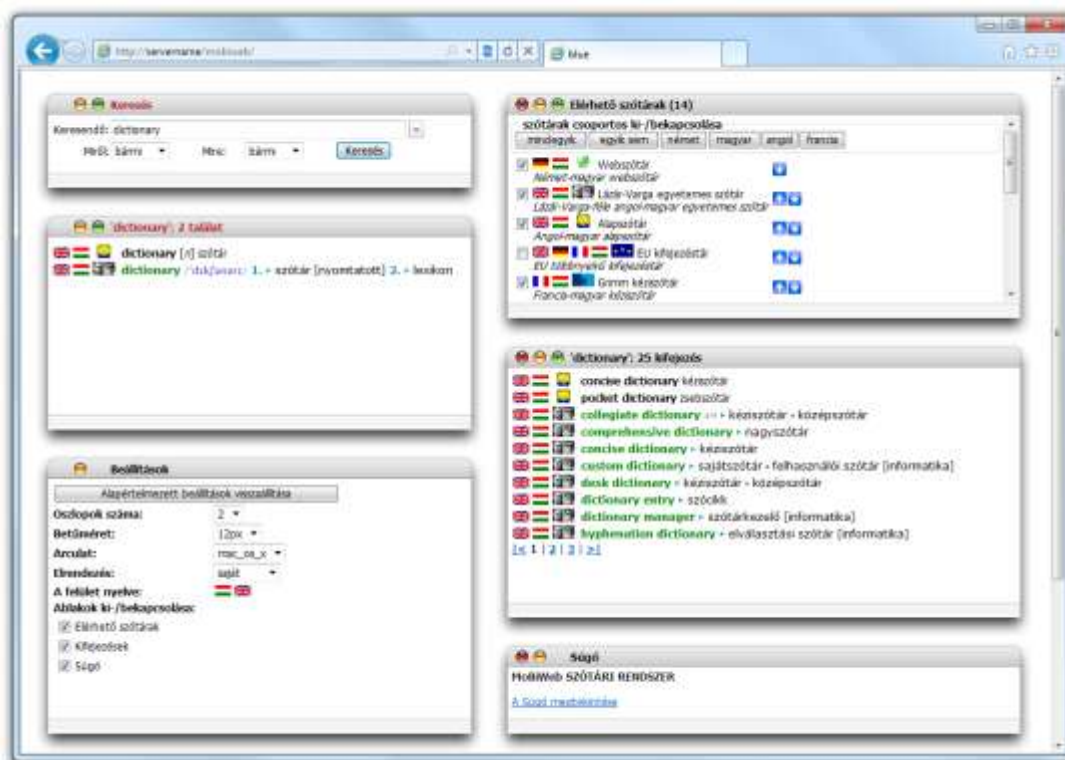 http://servername/mobiweb/
blue
Keresés
Keresendő: dictionary
Miről: bármi
Mire: bármi
Keresés
'dictionary': 2 találat
dictionary [n] szótár
dictionary 1. szótár [nyomtatott] 2. lexikon
Beállítások
Alapértelmezett beállítások visszaállítása
Oszlopok száma: 2
Betűméret: 12px
Arculat: mac_os_x
Elrendezés: saját
A felület nyelve:
Ablakok ki-/bekapcsolása:
Elérhető szótárak
Kifejezések
Súgó
Elérhető szótárak (14)
szótárak csoportos ki-/bekapcsolása
mindegyik egyik sem német magyar angol francia
Webszótár
Német-magyar webszótár
Lázár-Varga egyetemes szótár
Lázár-Varga-féle angol-magyar egyetemes szótár
Alapszótár
Angol-magyar alapszótár
EU kifejezéstár
EU többnyelvű kifejezéstár
Grimm kéziszótár
Francia-magyar kéziszótár
'dictionary': 25 kifejezés
concise dictionary kéziszótár
pocket dictionary zsebszótár
collegiate dictionary kéziszótár - középszótár
comprehensive dictionary nagyszótár
concise dictionary kéziszótár
custom dictionary sajátszótár - felhasználói szótár [informatika]
desk dictionary kéziszótár - középszótár
dictionary entry szócikk
dictionary manager szótárkezelő [informatika]
hyphenation dictionary elválasztási szótár [informatika]
|< 1 | 2 | 3 | >|
Súgó
MoBiWeb SZÓTÁRI RENDSZER
A Súgó megtekintése